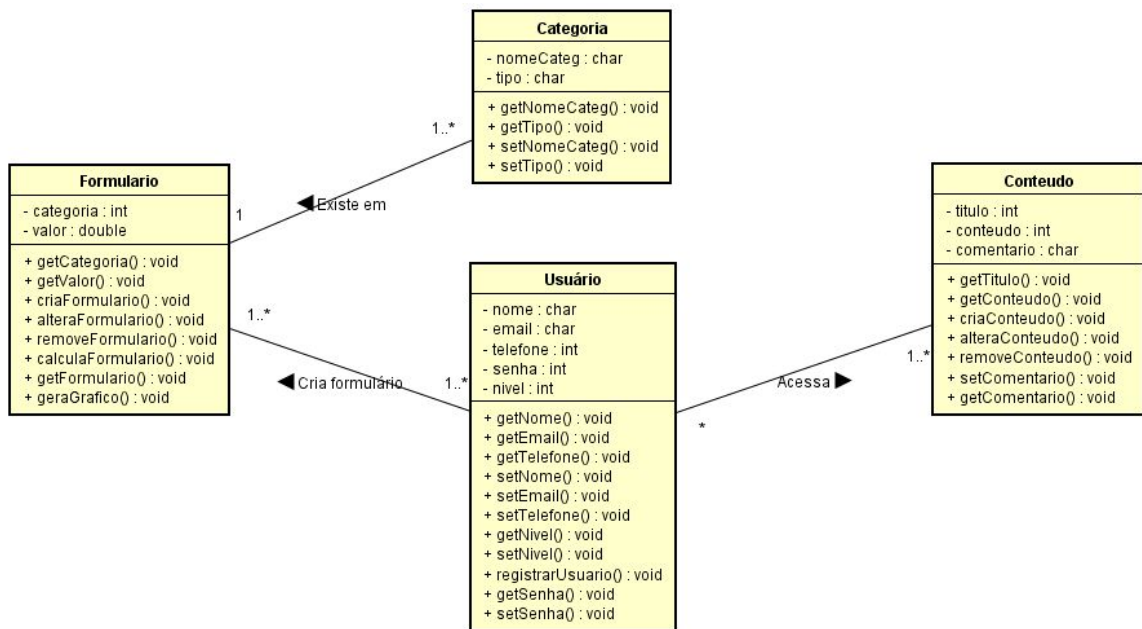 Categoria
- nomeCateg : char
- tipo : char
+ getNomeCateg() : void
+ getTipo() : void
+ setNomeCateg() : void
+ setTipo() : void
1..*
Existe em
1
Formulario
- categoria : int
- valor : double
+ getCategoria() : void
+ getValor() : void
+ criaFormulario() : void
+ alteraFormulario() : void
+ removeFormulario() : void
+ calculaFormulario() : void
+ getFormulario() : void
+ geraGrafico() : void
1..*
Cria formulário
1..*
Usuário
- nome : char
- email : char
- telefone : int
- senha : int
- nivel : int
+ getNome() : void
+ getEmail() : void
+ getTelefone() : void
+ setNome() : void
+ setEmail() : void
+ setTelefone() : void
+ getNivel() : void
+ setNivel() : void
+ registrarUsuario() : void
+ getSenha() : void
+ setSenha() : void
*
Acessa
1..*
Conteudo
- titulo : int
- conteudo : int
- comentario : char
+ getTitulo() : void
+ getConteudo() : void
+ criaConteudo() : void
+ alteraConteudo() : void
+ removeConteudo() : void
+ setComentario() : void
+ getComentario() : void